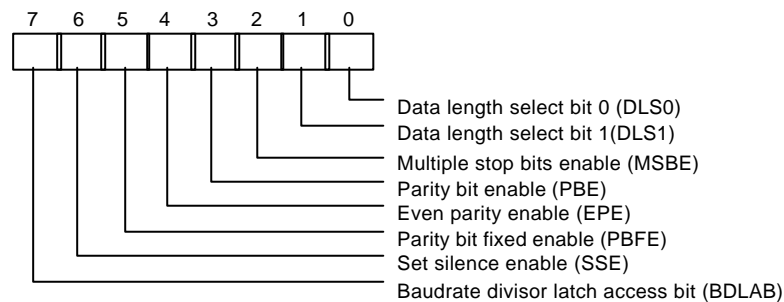 7 6 5 4 3 2 1 0
Data length select bit 0 (DLS0)
Data length select bit 1(DLS1)
Multiple stop bits enable (MSBE)
Parity bit enable (PBE)
Even parity enable (EPE)
Parity bit fixed enable (PBFE)
Set silence enable (SSE)
Baudrate divisor latch access bit (BDLAB)